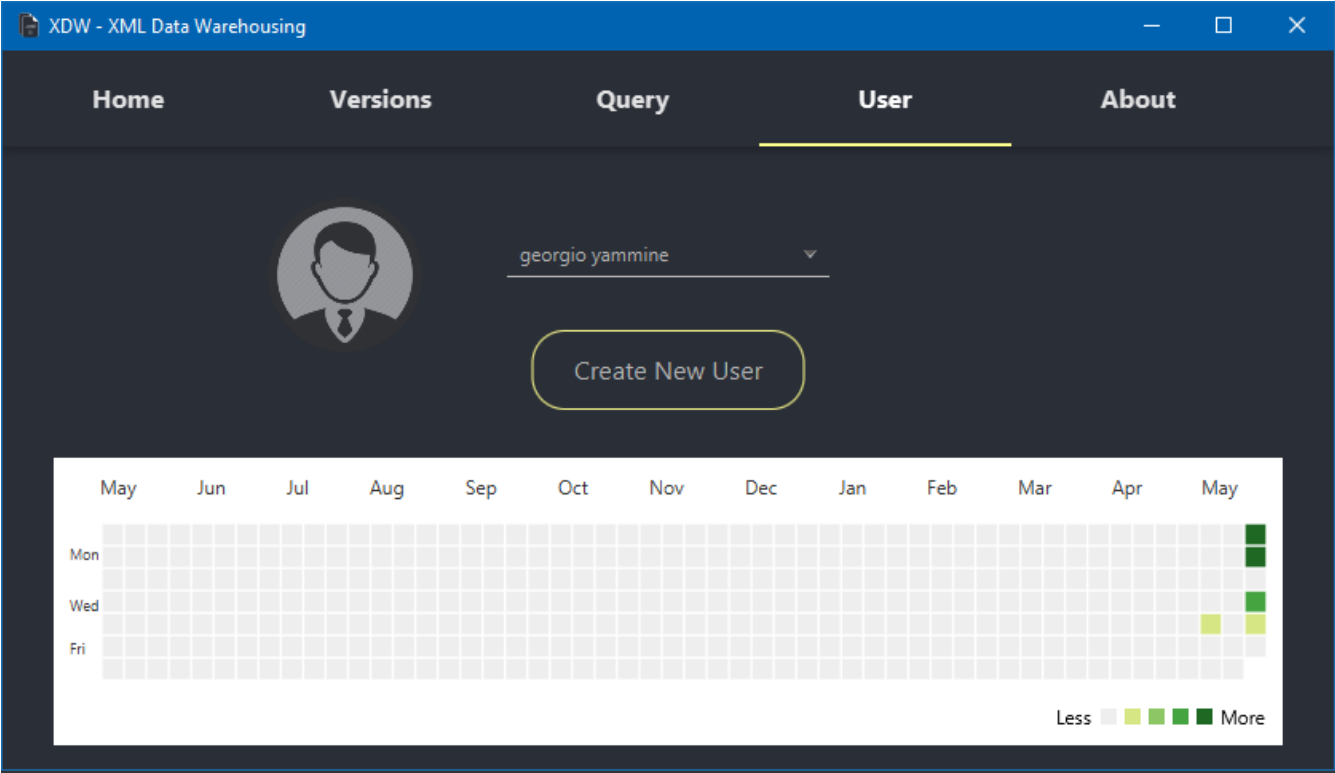 XDW - XML Data Warehousing
Home Versions Query User About
georgio yammine
Create New User
May Jun Jul Aug Sep Oct Nov Dec Jan Feb Mar Apr May
Mon
Wed
Fri
Less More